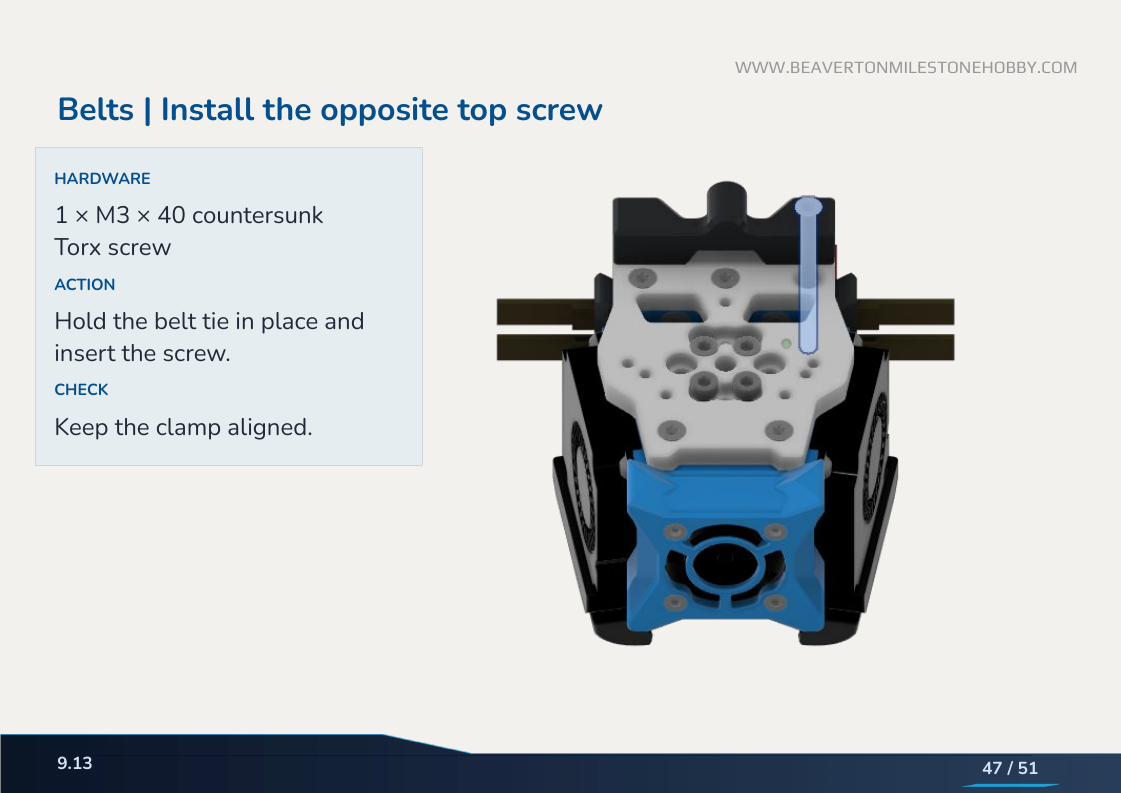 WWW.BEAVERTONMILESTONEHOBBY.COM
Belts | Install the opposite top screw
HARDWARE
1 × M3 × 40 countersunk
Torx screw
ACTION
Hold the belt tie in place and
insert the screw.
CHECK
Keep the clamp aligned.
9.13
47 / 51